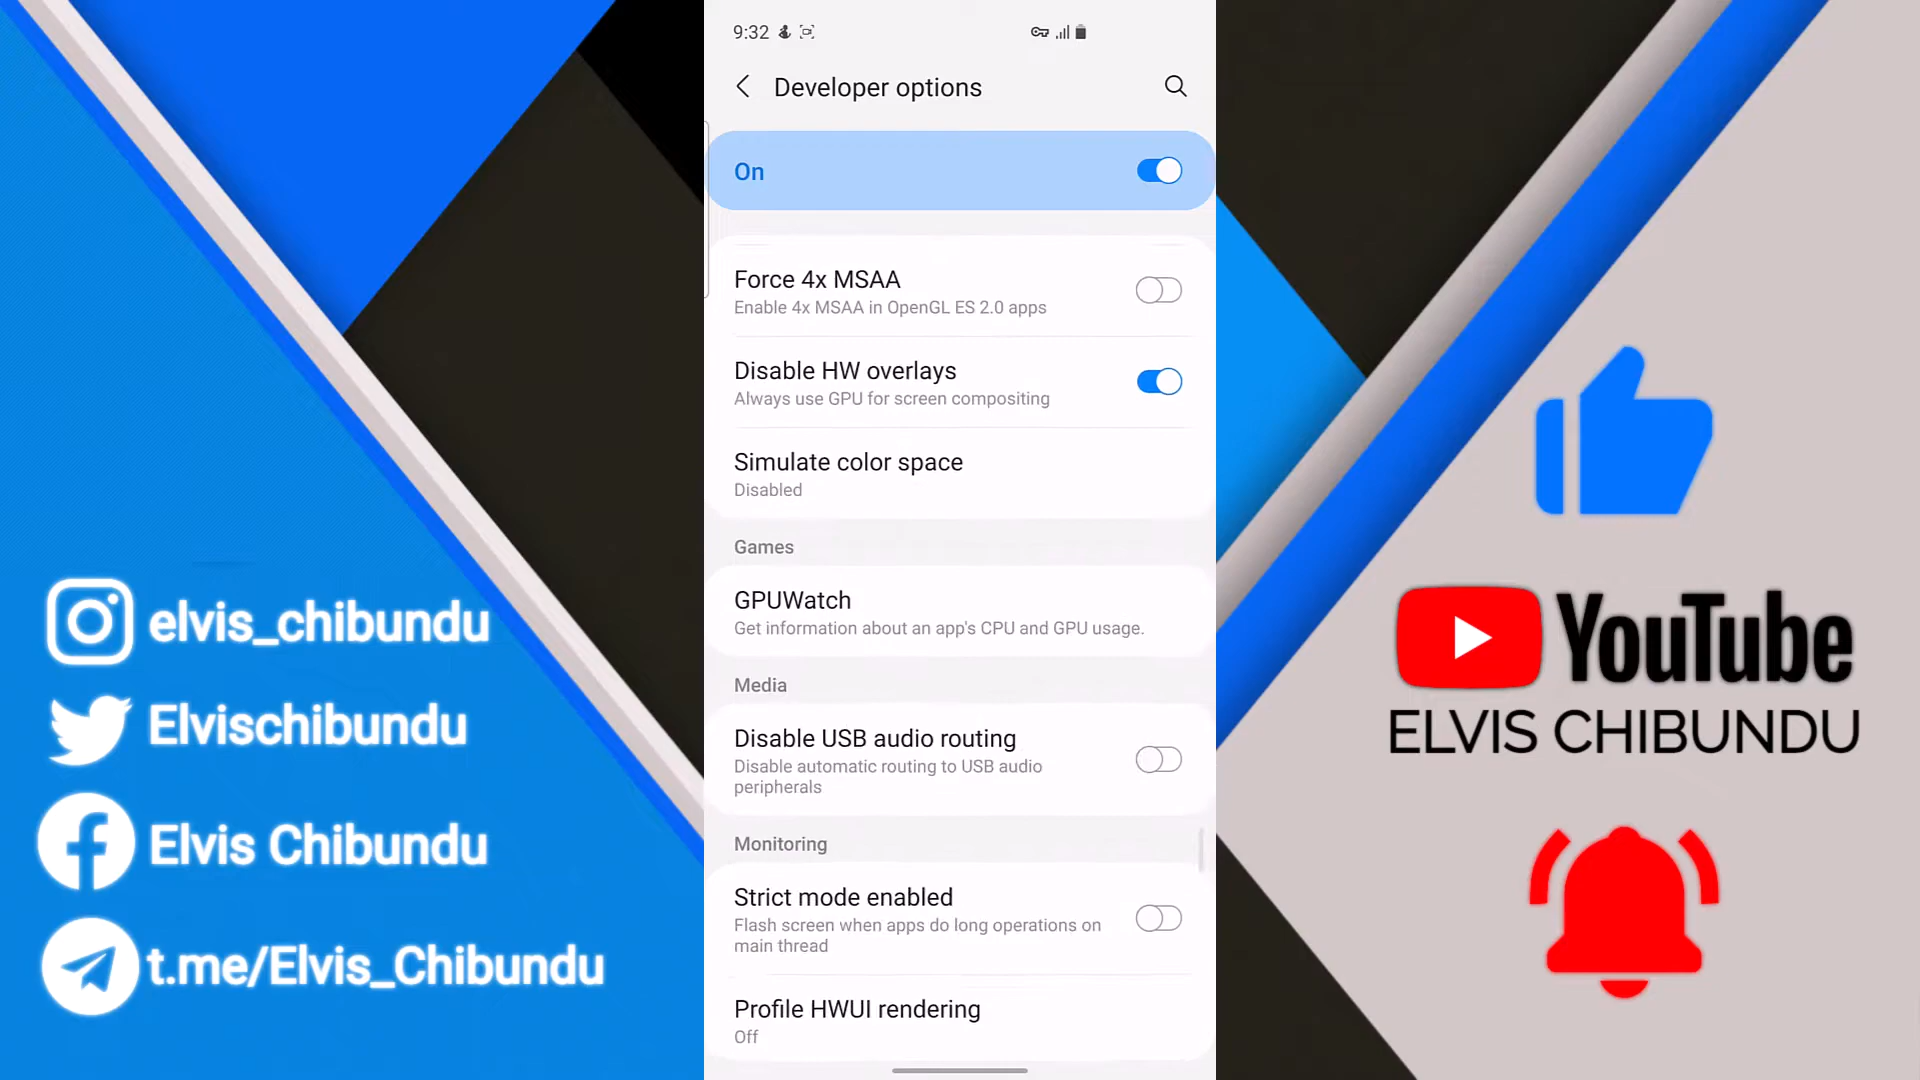 9:32
Developer options
On
Force 4x MSAA
Enable 4x MSAA in OpenGL ES 2.0 apps
Disable HW overlays
Always use GPU for screen compositing
Simulate color space
Disabled
Games
GPUWatch
Get information about an app's CPU and GPU usage.
Media
Disable USB audio routing
Disable automatic routing to USB audio
peripherals
Monitoring
Strict mode enabled
Flash screen when apps do long operations on
main thread
Profile HWUI rendering
Off
elvis_chibundu
Elvischibundu
Elvis Chibundu
t.me/Elvis_Chibundu
YouTube
ELVIS CHIBUNDU